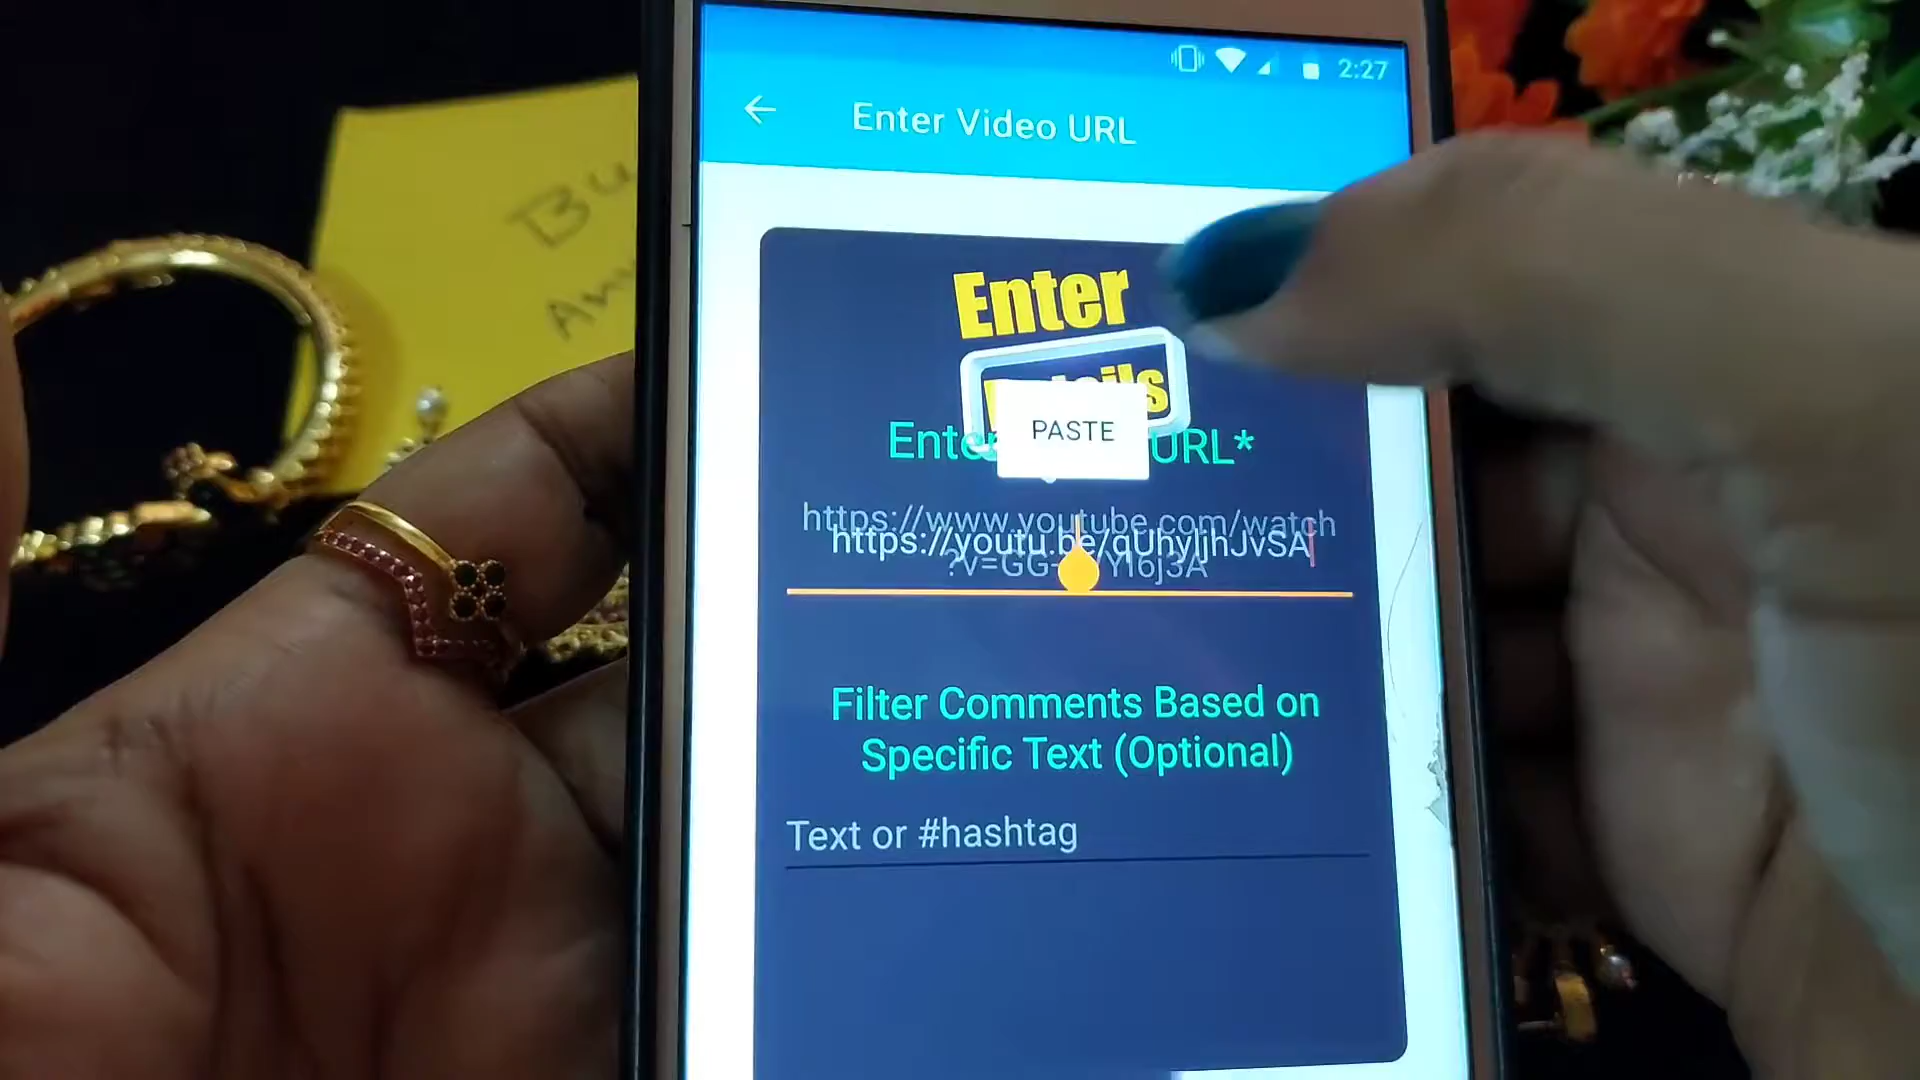 2:27
Enter Video URL
Enter
PASTE
URL*
https://www.youtube.com/watch
https://youtu.be/qUhyIjhJvSA
Filter Comments Based on
Specific Text (Optional)
Text or #hashtag